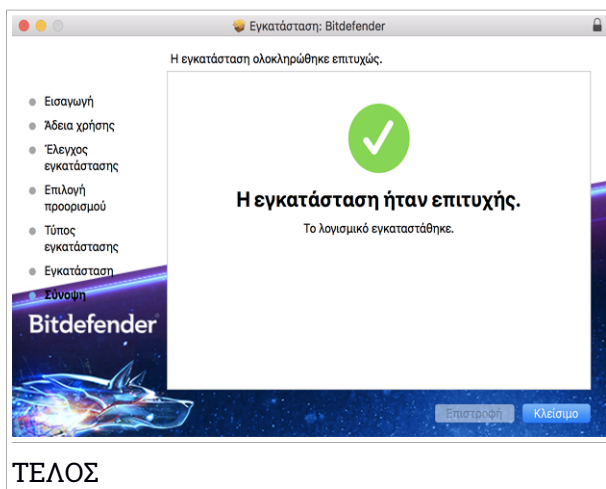 Εγκατάσταση: Bitdefender
Η εγκατάσταση ολοκληρώθηκε επιτυχώς.
Εισαγωγή
Άδεια χρήσης
Έλεγχος
εγκατάστασης
Επιλογή
προορισμού
Τύπος
εγκατάστασης
Εγκατάσταση
Σύνοψη
Bitdefender
Η εγκατάσταση ήταν επιτυχής.
Το λογισμικό εγκαταστάθηκε.
Επιστροφή
Κλείσιμο
ΤΕΛΟΣ